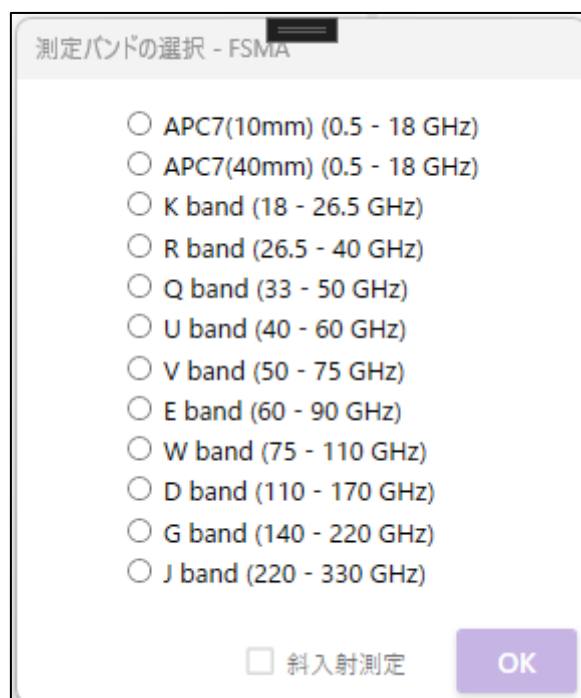 測定バンドの選択 - FSMA
APC7(10mm) (0.5 - 18 GHz)
APC7(40mm) (0.5 - 18 GHz)
K band (18 - 26.5 GHz)
R band (26.5 - 40 GHz)
Q band (33 - 50 GHz)
U band (40 - 60 GHz)
V band (50 - 75 GHz)
E band (60 - 90 GHz)
W band (75 - 110 GHz)
D band (110 - 170 GHz)
G band (140 - 220 GHz)
J band (220 - 330 GHz)
斜入射測定 OK